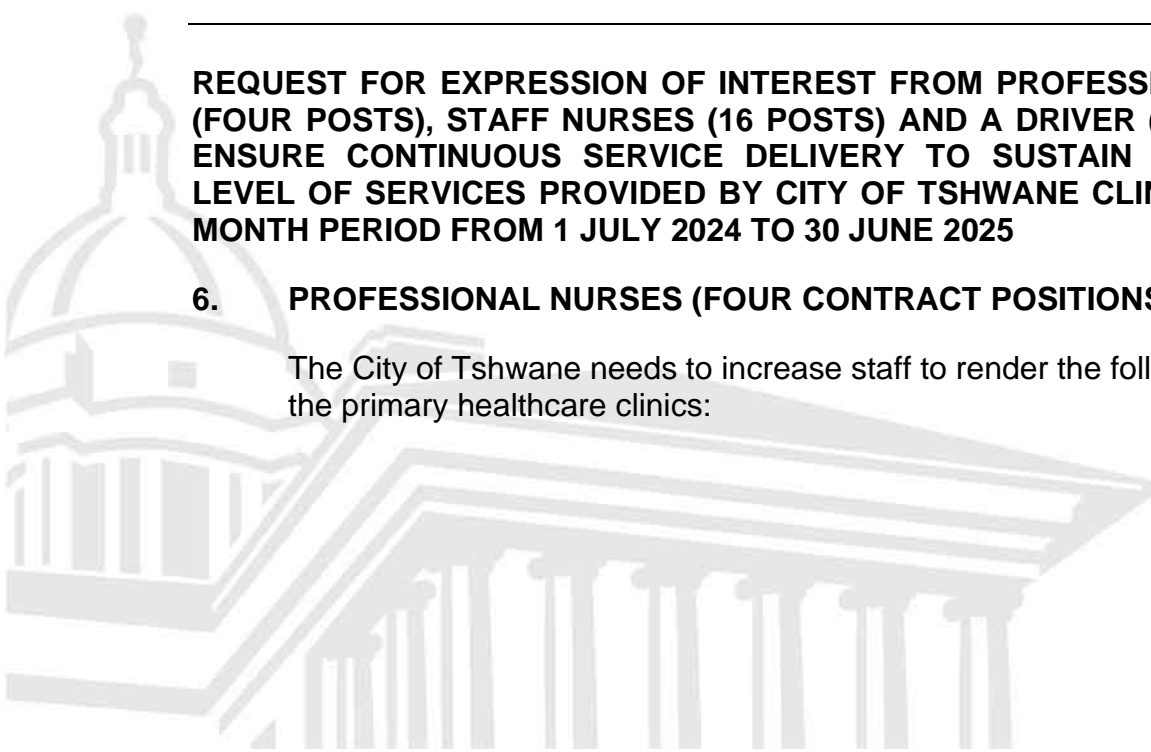 REQUEST FOR EXPRESSION OF INTEREST FROM
(FOUR POSTS), STAFF NURSES (16 POSTS) AND A DRIVER (
ENSURE CONTINUOUS SERVICE DELIVERY TO SUSTAIN
LEVEL OF SERVICES PROVIDED BY CITY OF TSHWANE
MONTH PERIOD FROM 1 JULY 2024 TO 30 JUNE 2025
6. PROFESSIONAL NURSES (FOUR CONTRACT POSITIONS
The City of Tshwane needs to increase staff to render the
the primary healthcare clinics: